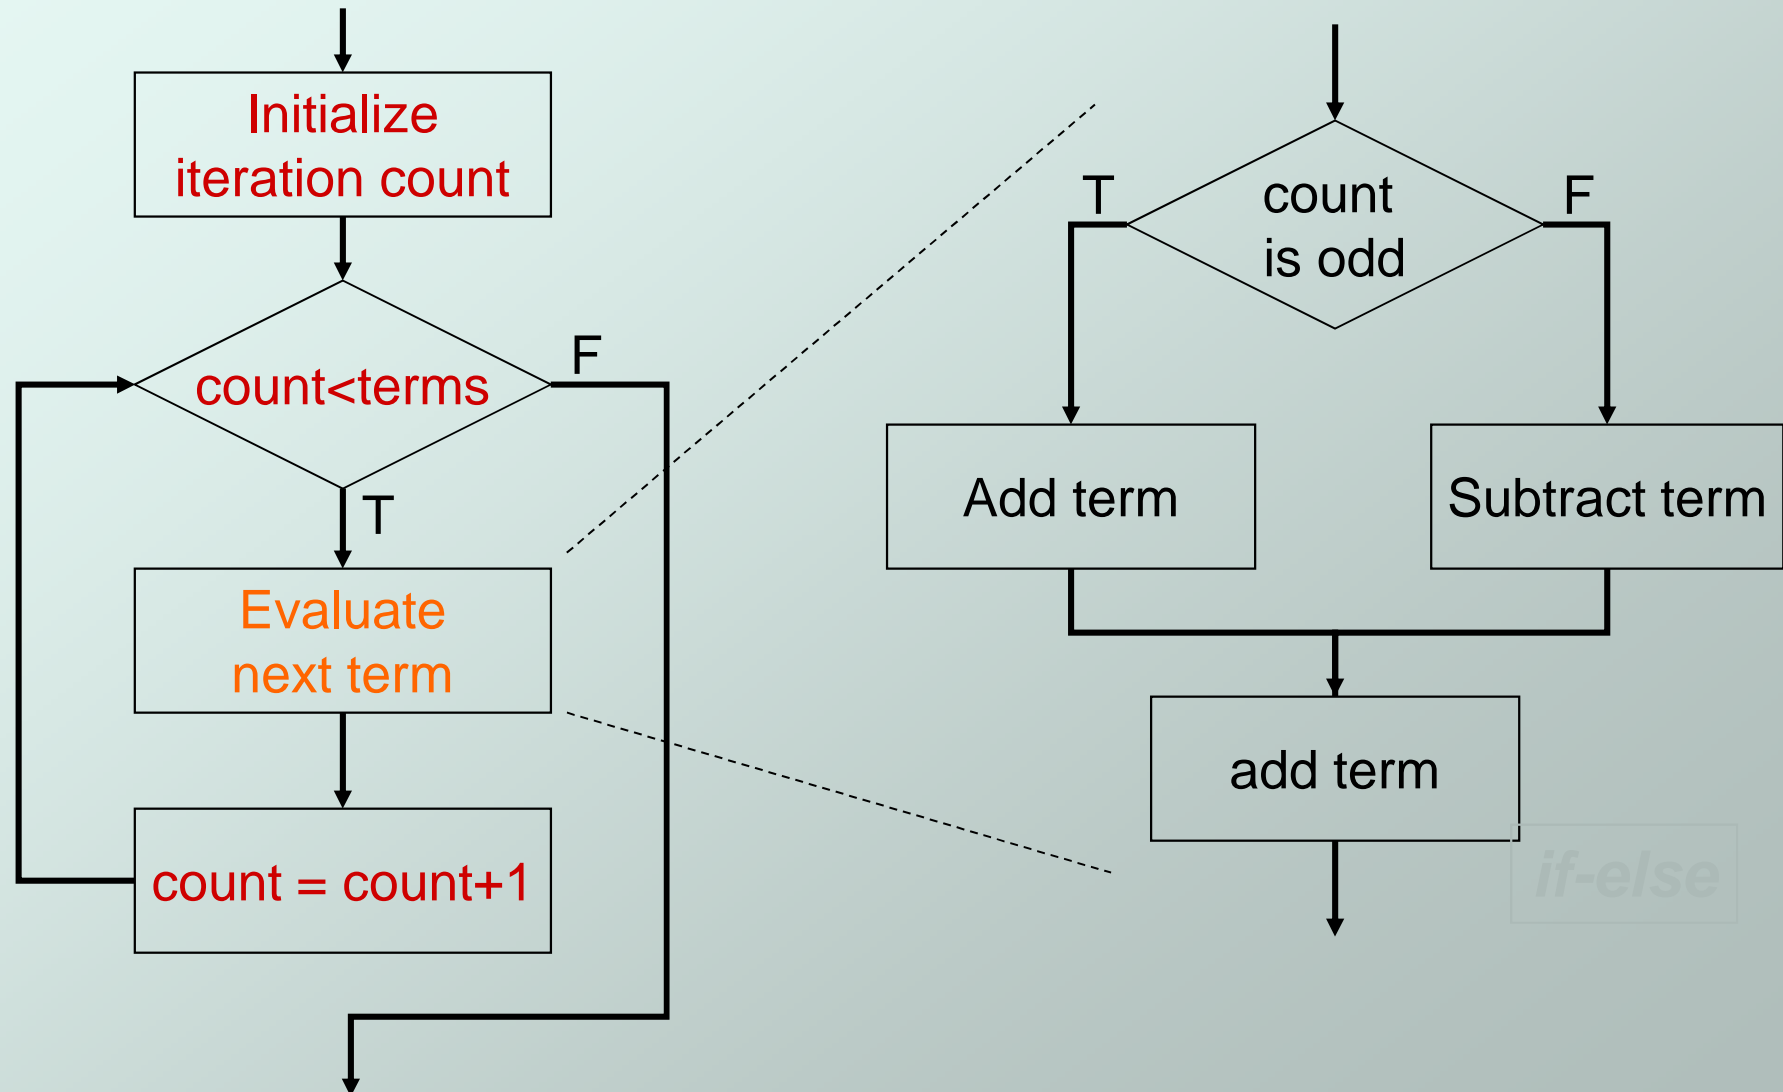 Initialize
iteration count
count<terms
F
T
Evaluate
next term
count = count+1
T
count
is odd
F
Add term
Subtract term
add term
if-else